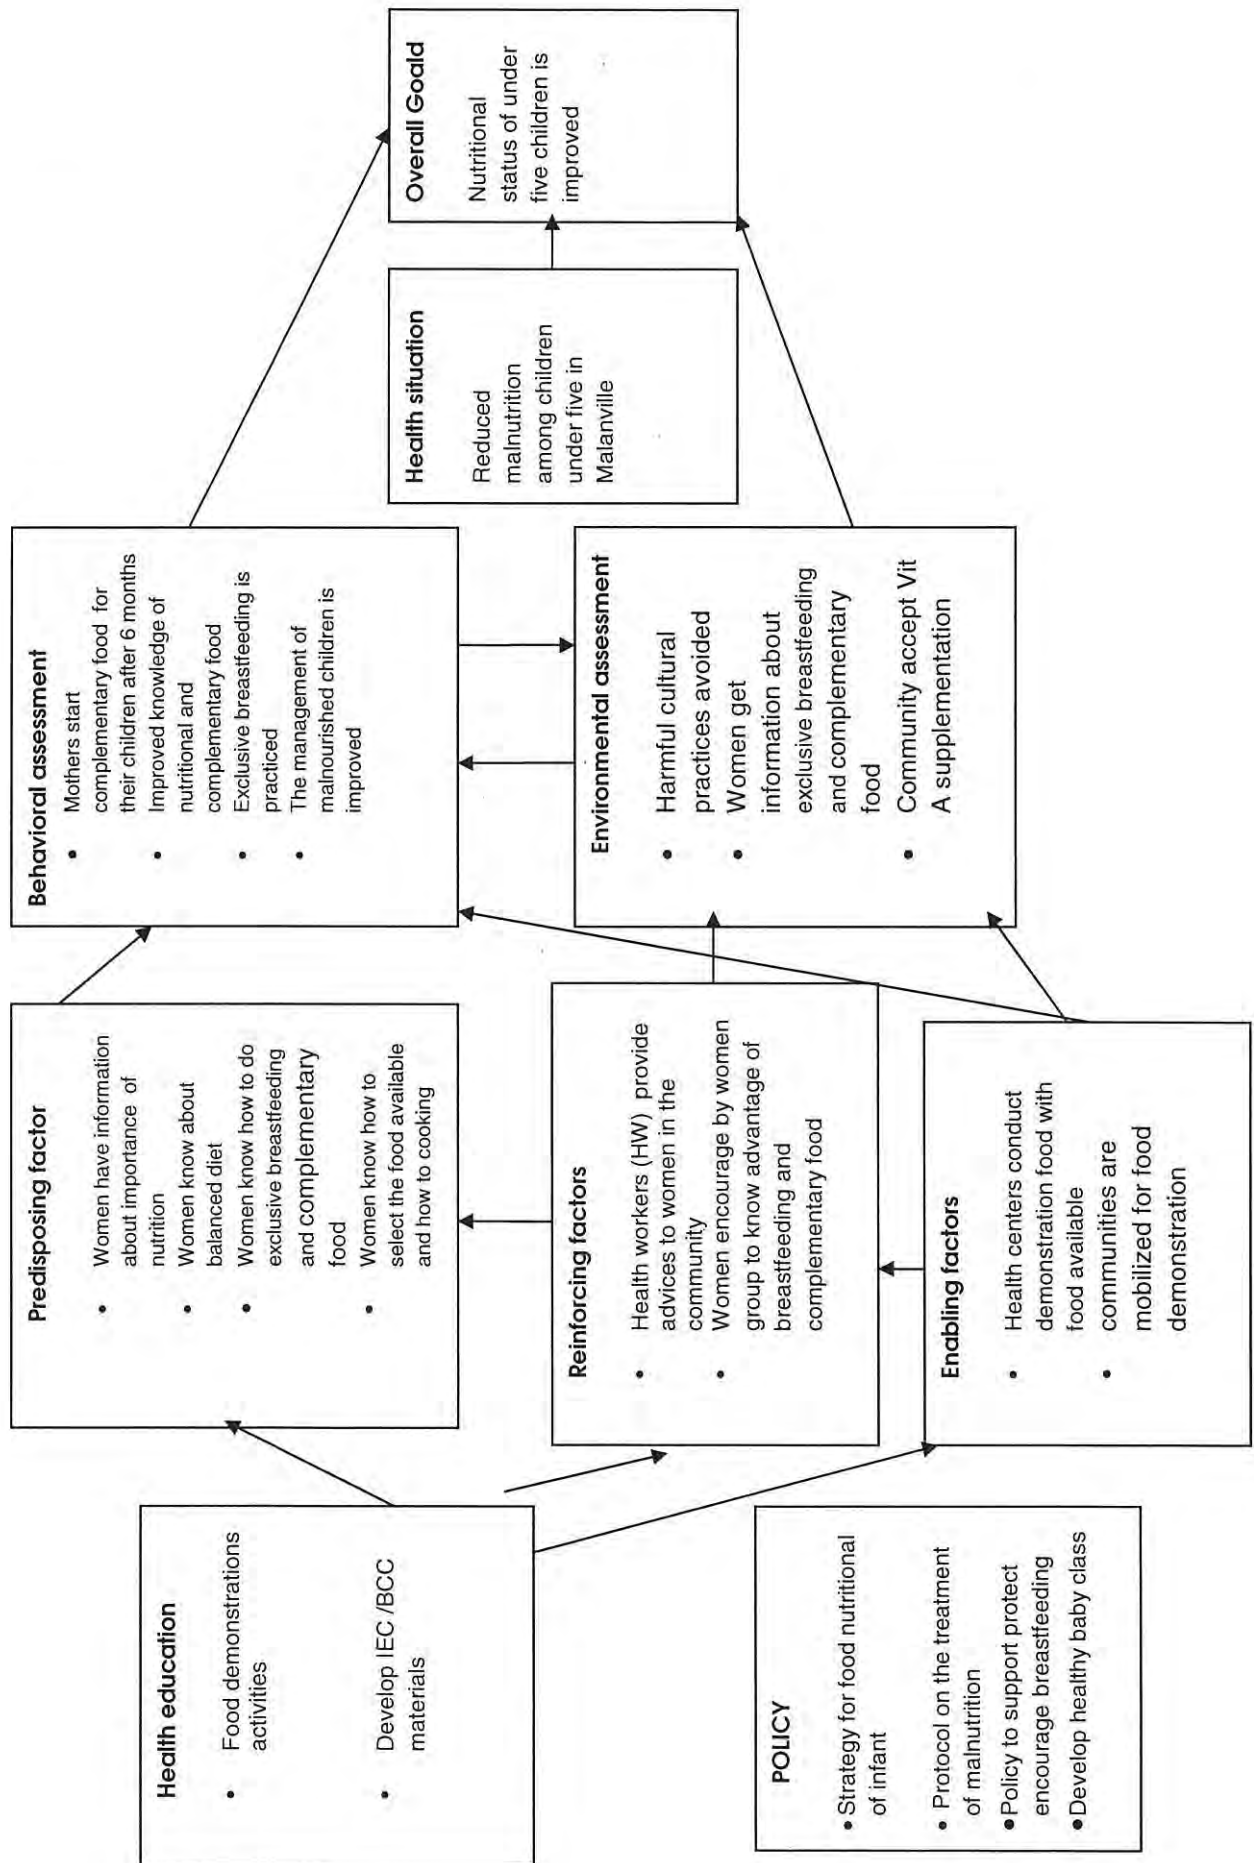 Health education
• Food demonstrations
activities
• Develop IEC /BCC
materials
POLICY
• Strategy for food nutritional
of infant
• Protocol on the treatment
of malnutrition
• Policy to support protect
encourage breastfeeding
• Develop healthy baby class
Predisposing factor
• Women have information
about importance of
nutrition
• Women know about
balanced diet
• Women know how to do
exclusive breastfeeding
and complementary
food
• Women know how to
select the food available
and how to cooking
Reinforcing factors
• Health workers (HW) provide
advices to women in the
community
• Women encourage by women
group to know advantage of
breastfeeding and
complementary food
Enabling factors
• Health centers conduct
demonstration food with
food available
• communities are
mobilized for food
demonstration
Behavioral assessment
• Mothers start
complementary food for
their children after 6 months
• Improved knowledge of
nutritional and
complementary food
• Exclusive breastfeeding is
practiced
• The management of
malnourished children is
improved
Environmental assessment
• Harmful cultural
practices avoided
• Women get
information about
exclusive breastfeeding
and complementary
food
• Community accept Vit
A supplementation
Health situation
Reduced
malnutrition
among children
under five in
Malanville
Overall Goald
Nutritional
status of under
five children is
improved